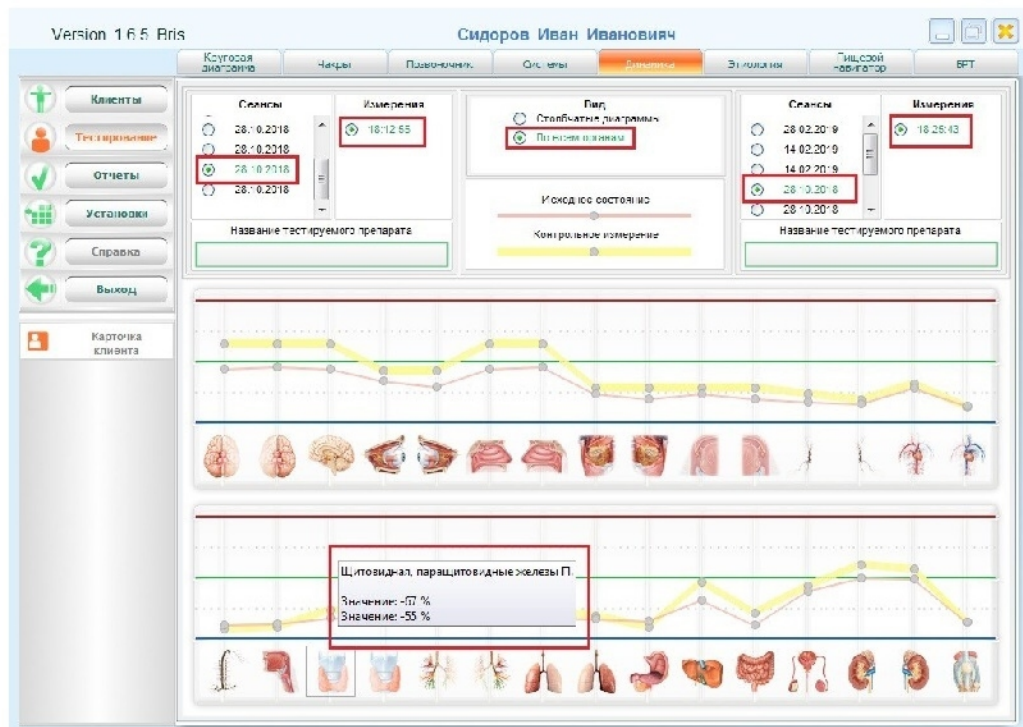 Version 1.6.5 Bris
Сидоров Иван Иванович
Круговая диаграмма
Чакры
Позвоночник
Системы
Динамика
Этиология
Пищевой навигатор
БРТ
Клиенты
Тестирование
Отчеты
Установки
Справка
Выход
Карточка
клиента
Сеансы
28.10.2018
28.10.2018
28.10.2018
28.10.2018
Измерения
18:12:55
Название тестируемого препарата
Вид
Столбчатые диаграммы
По всем органам
Исходное состояние
Контрольное измерение
Сеансы
28.02.2019
14.02.2019
14.02.2019
28.10.2018
28.10.2018
Измерения
18:25:43
Название тестируемого препарата
Щитовидная, паращитовидные железы П.
Значение: -67 %
Значение: -55 %